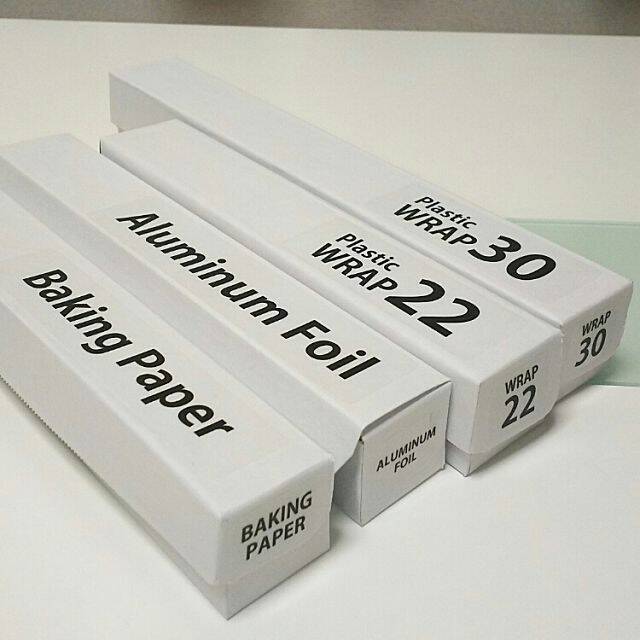 Plastic
WRAP 30
WRAP
30
Plastic
WRAP 22
WRAP
22
Aluminum Foil
ALUMINUM
FOIL
Baking Paper
BAKING
PAPER